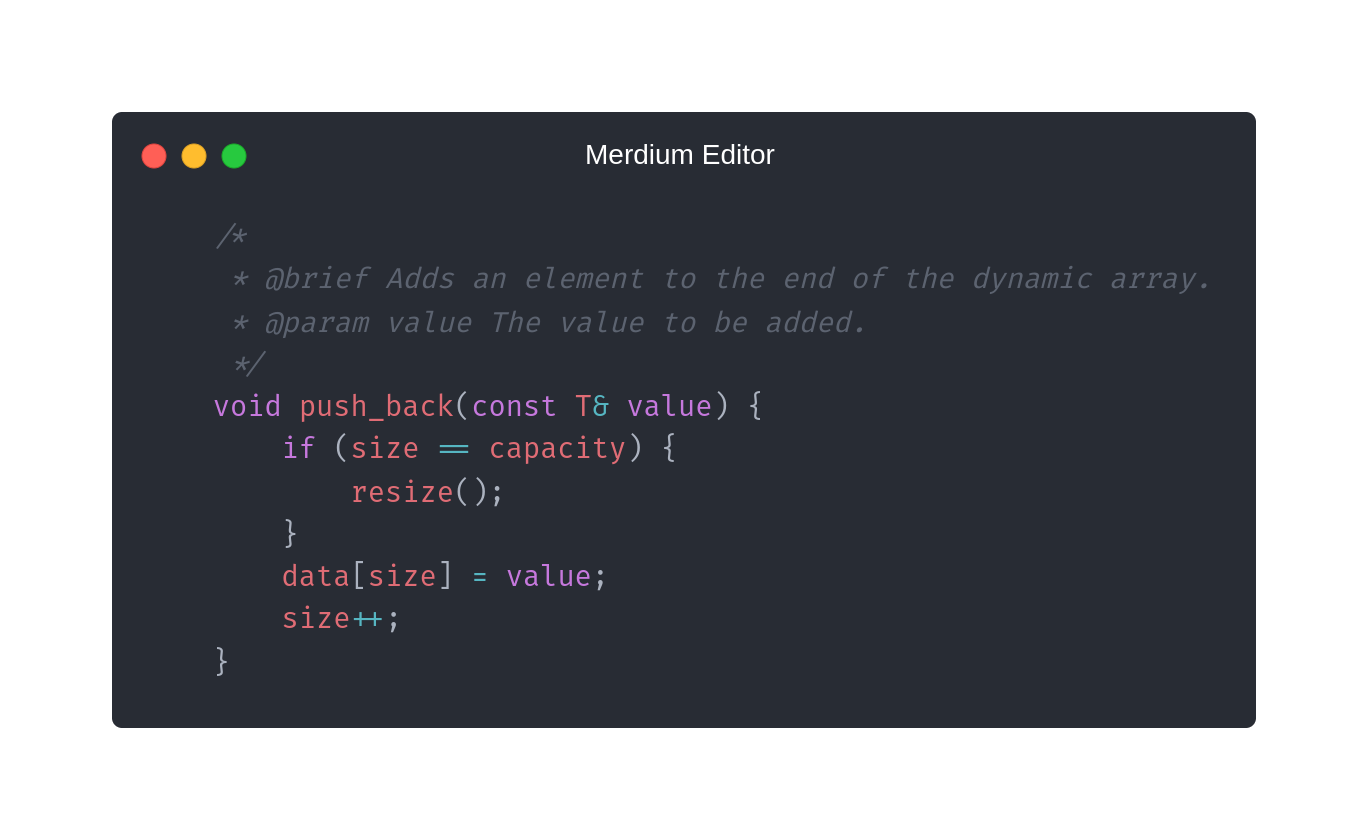 Merdium Editor
/*
 * @brief Adds an element to the end of the dynamic array.
 * @param value The value to be added.
 */
void push_back(const T& value) {
    if (size == capacity) {
        resize();
    }
    data[size] = value;
    size++;
}